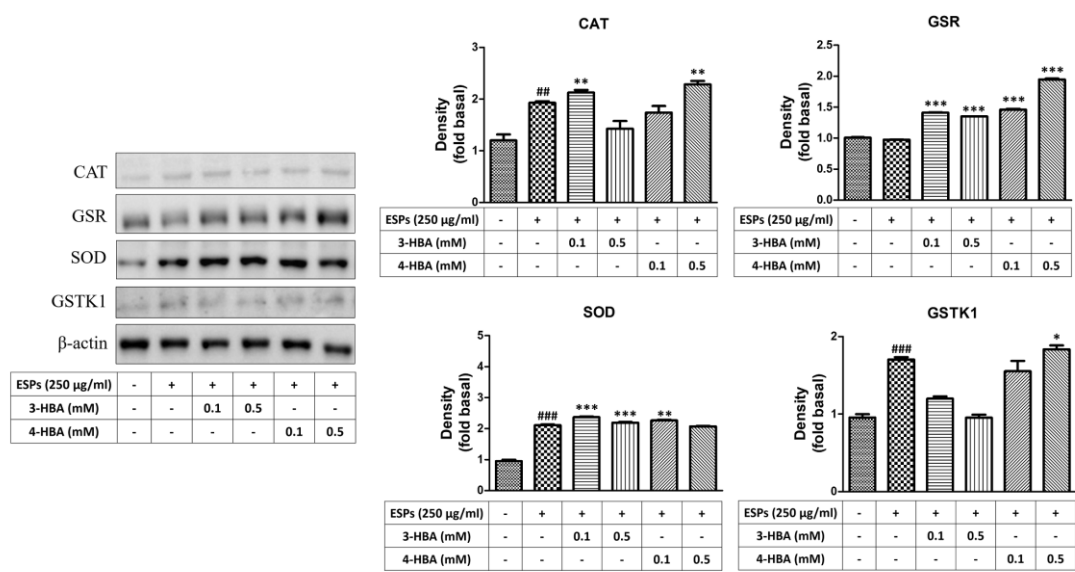 CAT
GSR
SOD
GSTK1
β-actin
ESPs (250 µg/ml) - + + + + +
3-HBA (mM) - - 0.1 0.5 - -
4-HBA (mM) - - - - 0.1 0.5
CAT
Density
(fold basal)
3
2
1
0
##
**
**
ESPs (250 µg/ml) - + + + + +
3-HBA (mM) - - 0.1 0.5 - -
4-HBA (mM) - - - - 0.1 0.5
GSR
Density
(fold basal)
2.5
2.0
1.5
1.0
0.5
0.0
***
***
***
***
ESPs (250 µg/ml) - + + + + +
3-HBA (mM) - - 0.1 0.5 - -
4-HBA (mM) - - - - 0.1 0.5
SOD
Density
(fold basal)
5
4
3
2
1
0
###
***
***
**
ESPs (250 µg/ml) - + + + + +
3-HBA (mM) - - 0.1 0.5 - -
4-HBA (mM) - - - - 0.1 0.5
GSTK1
Density
(fold basal)
2
1
0
###
*
ESPs (250 µg/ml) - + + + + +
3-HBA (mM) - - 0.1 0.5 - -
4-HBA (mM) - - - - 0.1 0.5